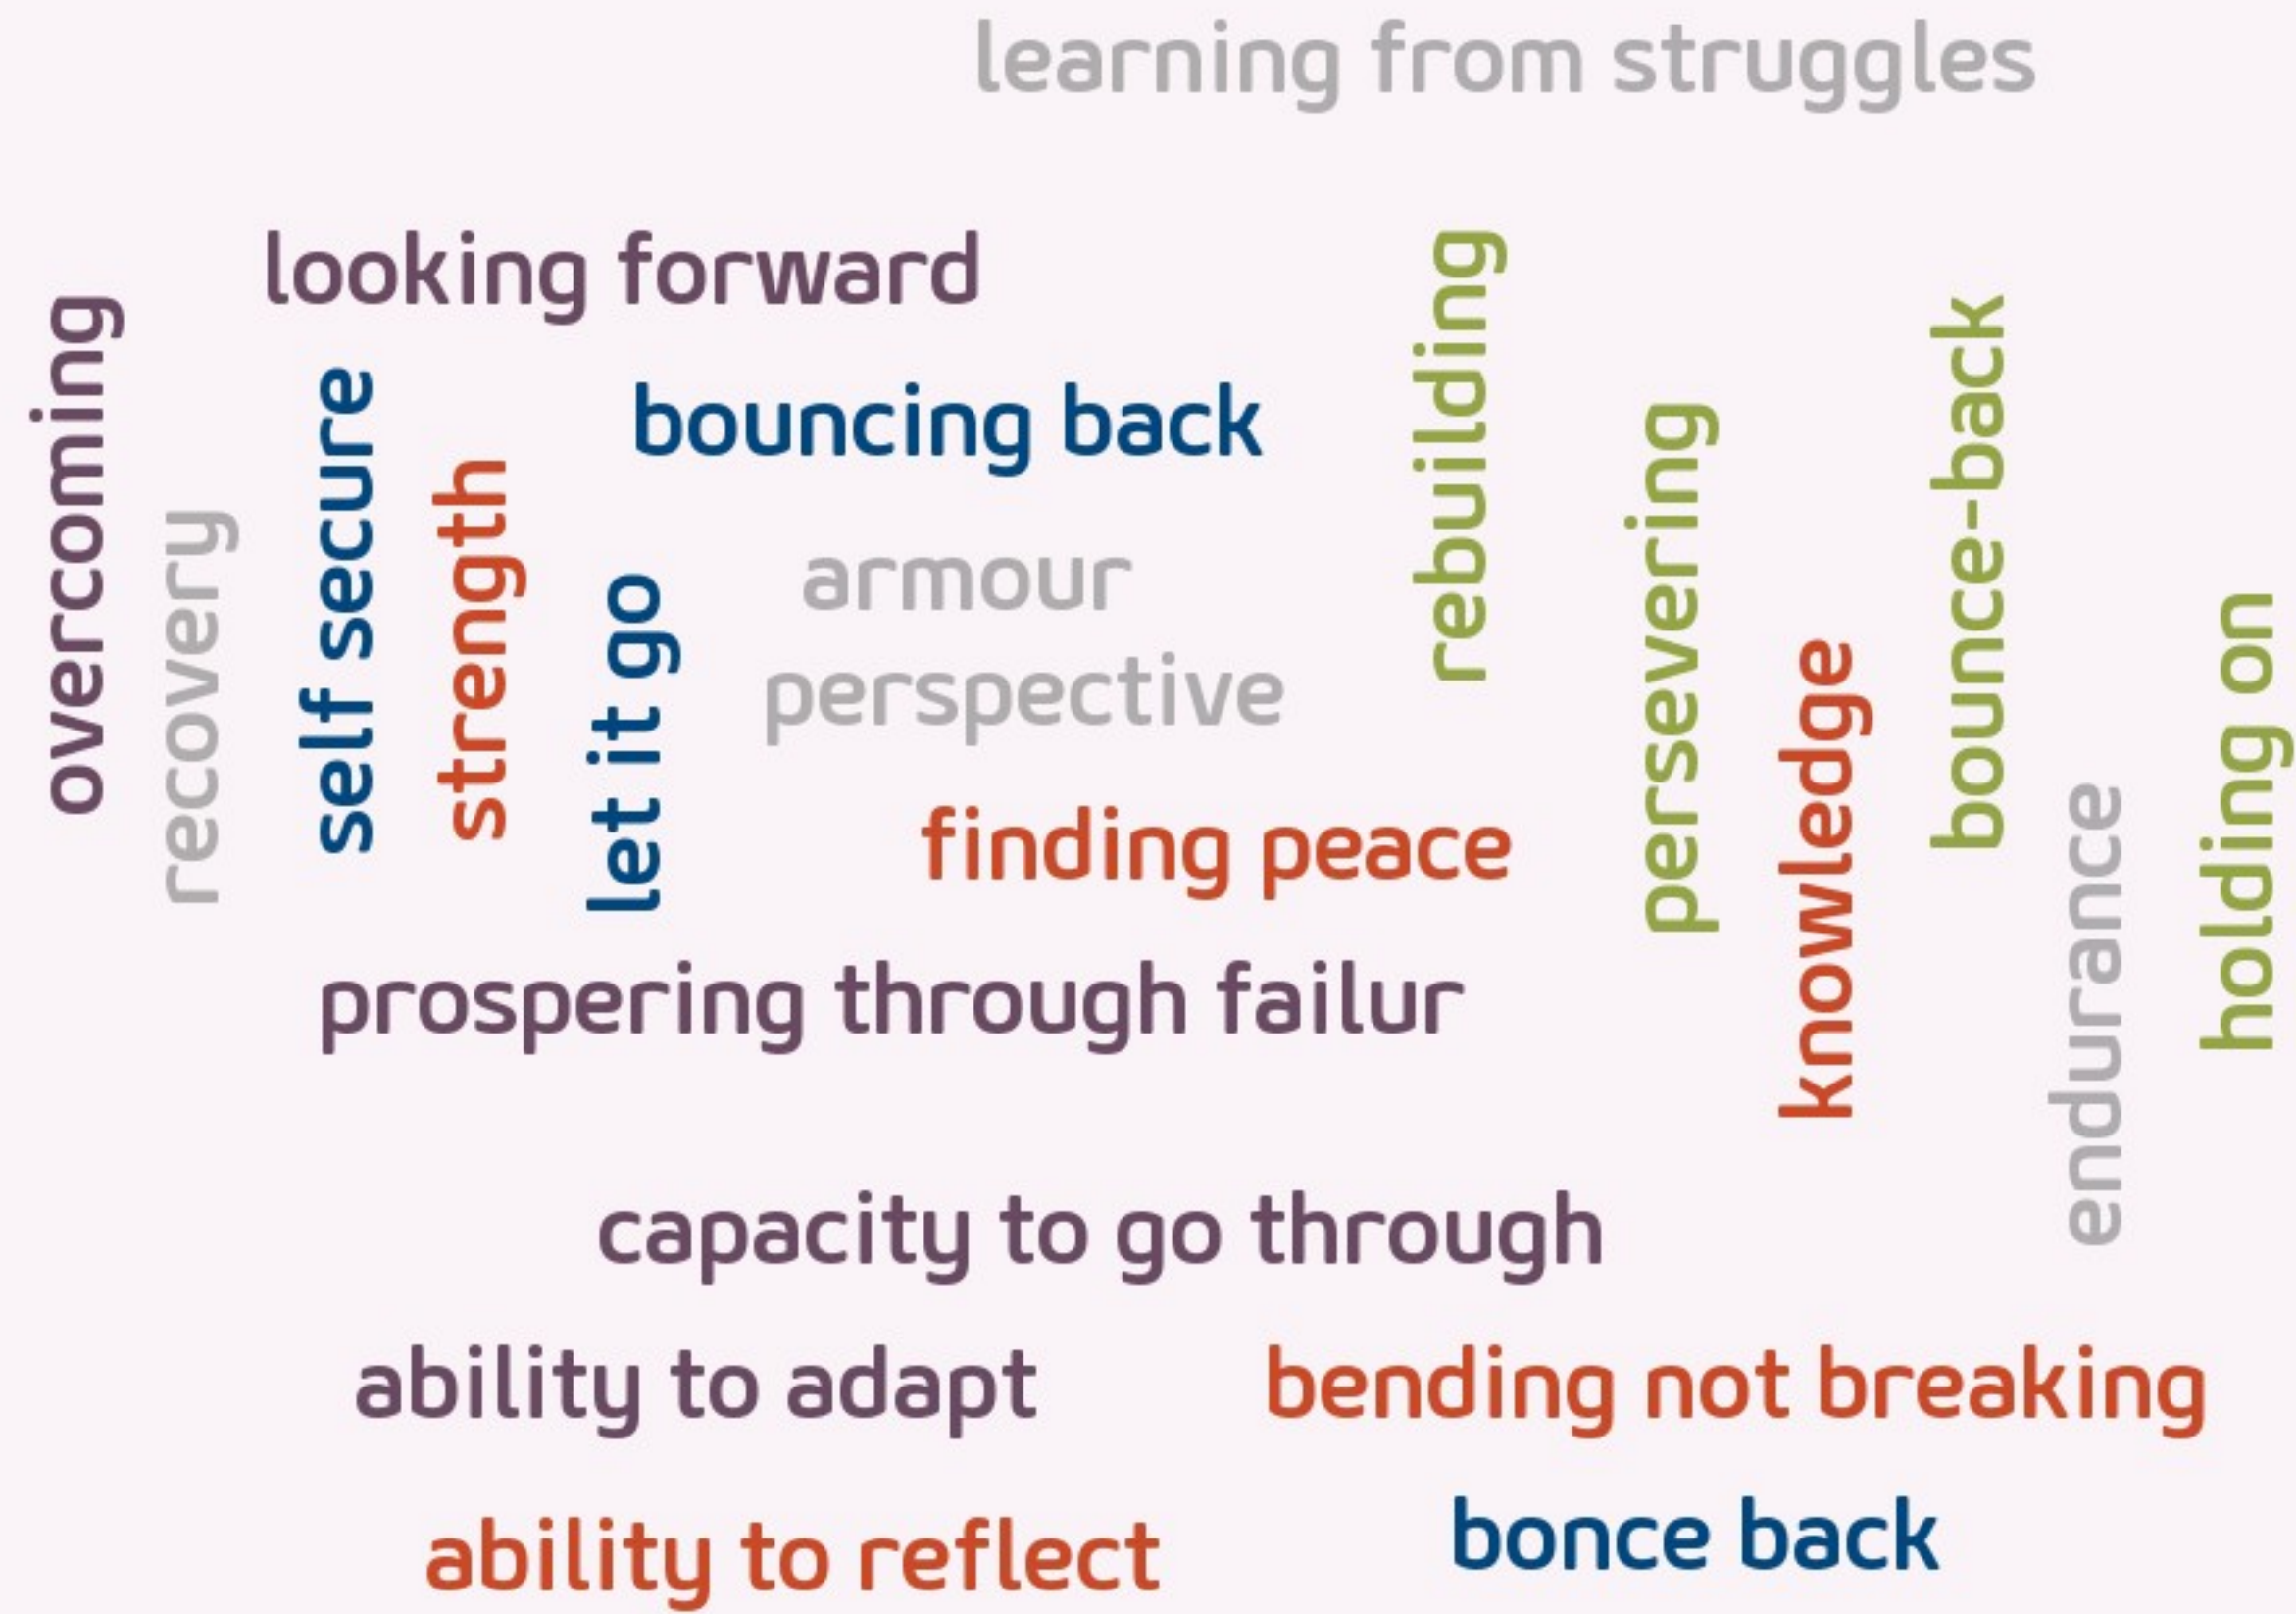 learning from struggles
looking forward
overcoming
recovery
self secure
strength
let it go
bouncing back
armour
perspective
rebuilding
persevering
knowledge
bounce-back
endurance
holding on
finding peace
prospering through failur
capacity to go through
ability to adapt
bending not breaking
ability to reflect
bonce back